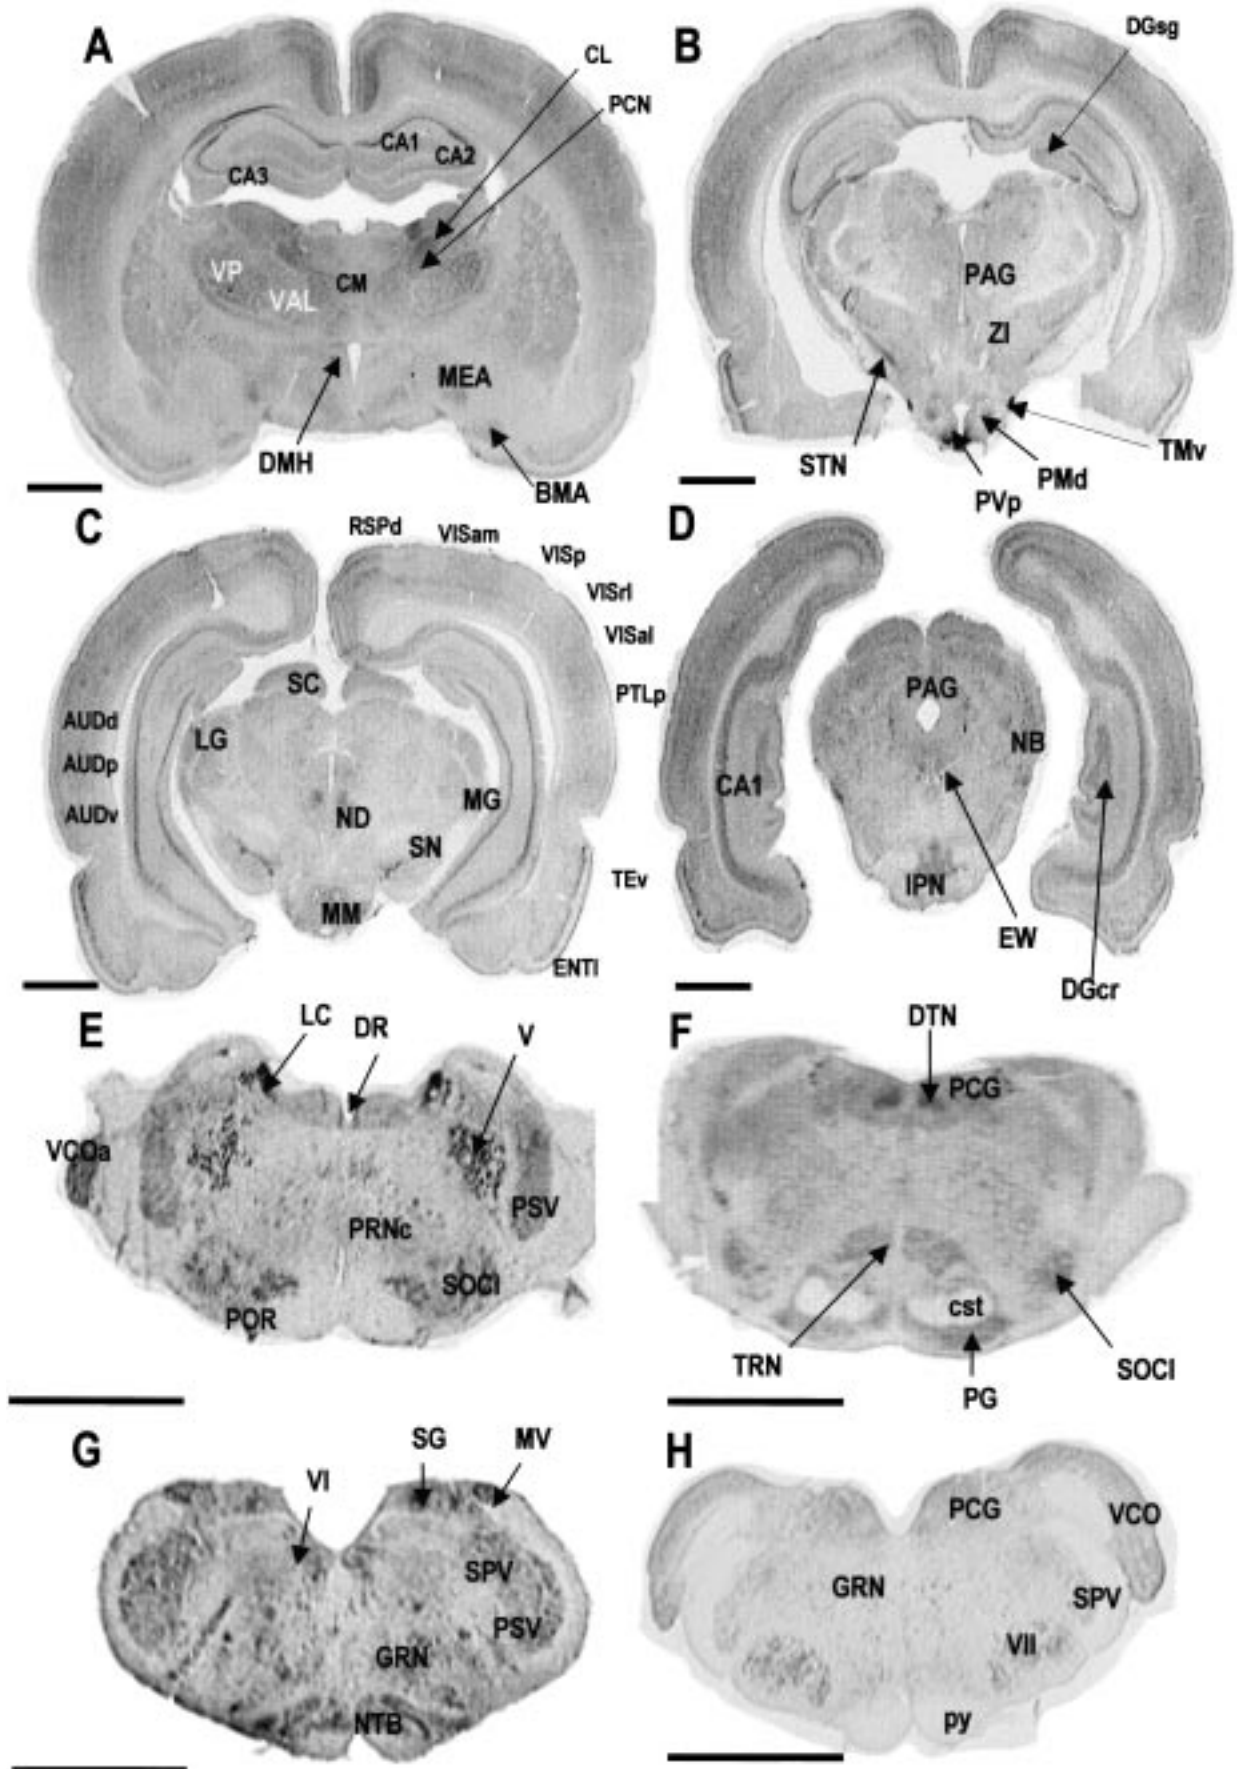 A
CL
PCN
CA1
CA2
CA3
VP
VAL
CM
MEA
DMH
BMA
B
DGsg
PAG
ZI
STN
PVp
PMd
TMv
C
RSPd
VISam
VISp
VISrl
VISal
PTLp
SC
AUDd
AUDp
AUDv
LG
MG
ND
SN
MM
TEv
ENTl
D
PAG
NB
CA1
IPN
EW
DGcr
E
LC
DR
V
VCOa
PSV
PRNc
SOCl
POR
F
DTN
PCG
cst
TRN
PG
SOCl
G
VI
SG
MV
SPV
PSV
GRN
NTB
H
PCG
VCO
GRN
SPV
VII
py